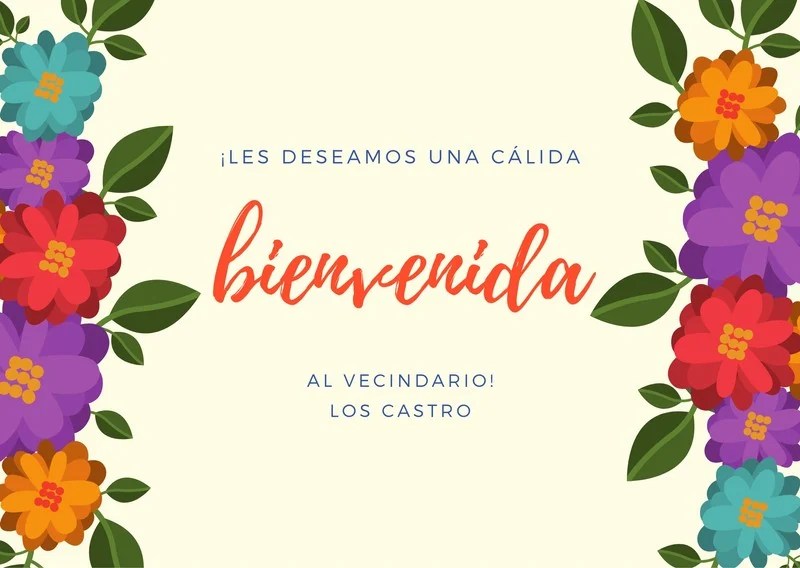 ¡LES DESEAMOS UNA CÁLIDA
bienvenida
AL VECINDARIO!
LOS CASTRO